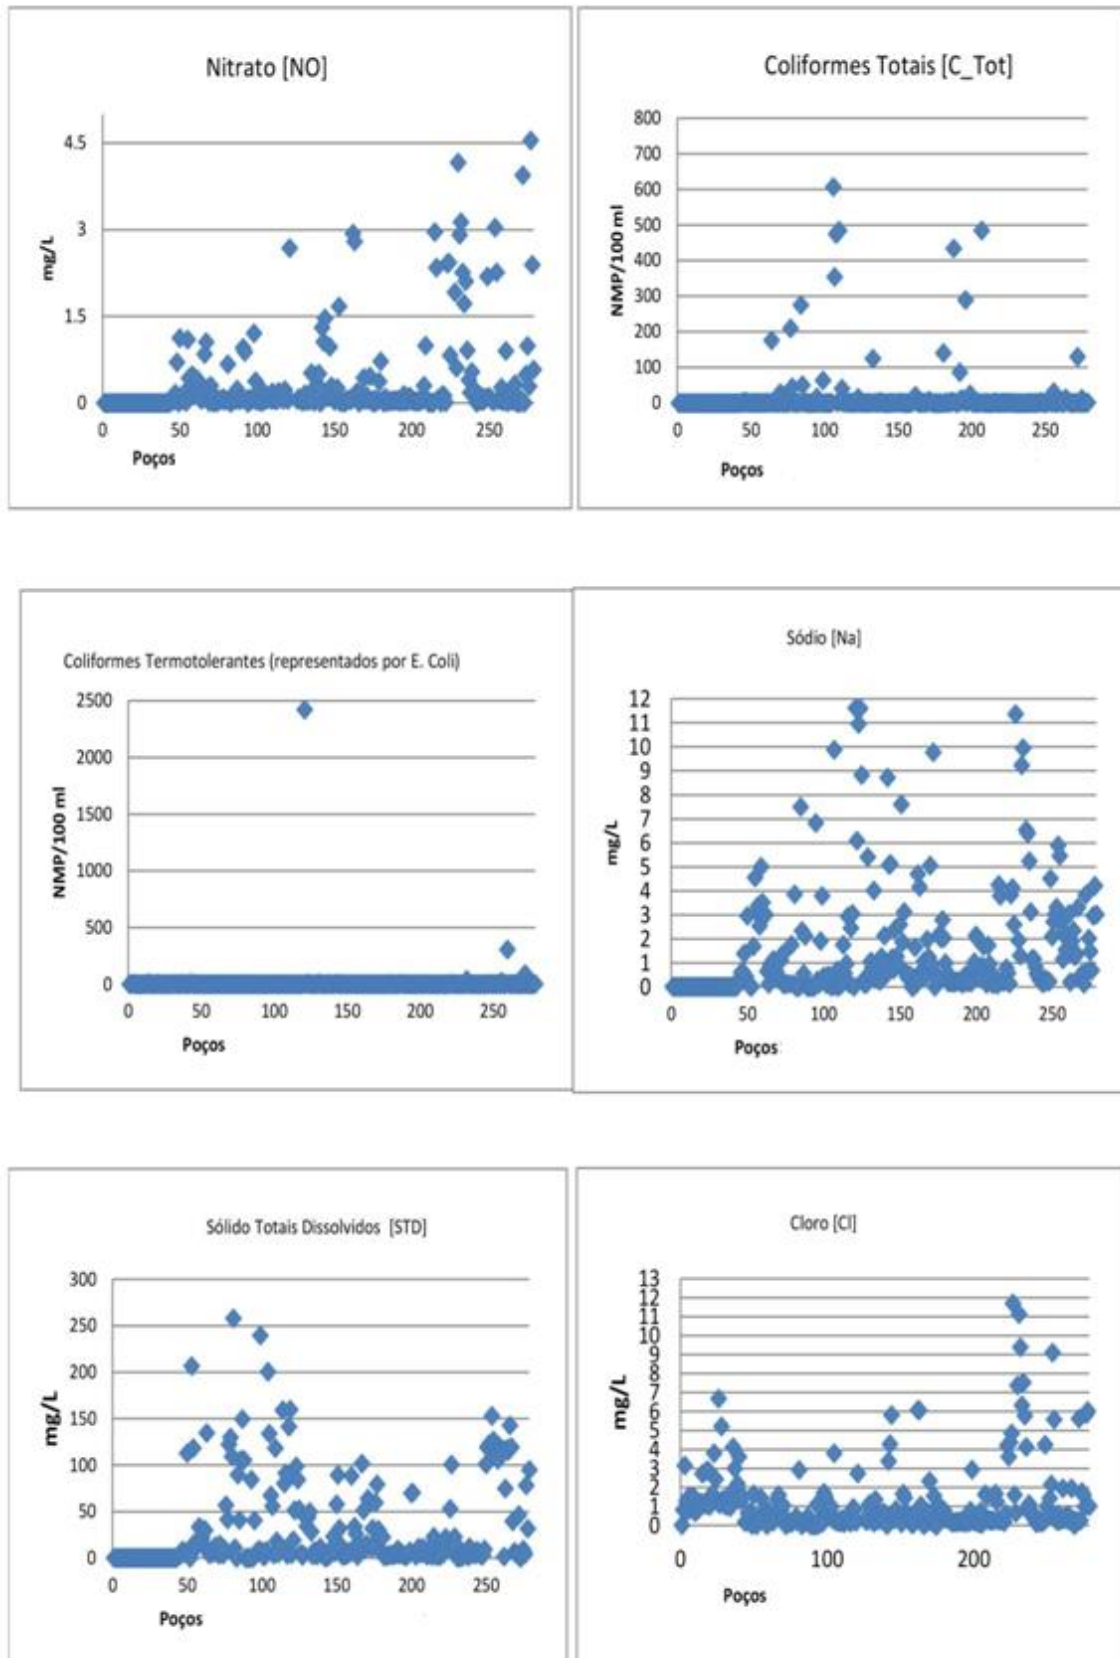 Nitrato [NO]
4.5
3
1.5
0
mg/L
0 50 100 150 200 250
Poços
Coliformes Totais [C_Tot]
800
700
600
500
400
300
200
100
0
NMP/100 ml
0 50 100 150 200 250
Poços
Coliformes Termotolerantes (representados por E. Coli)
2500
2000
1500
1000
500
0
NMP/100 ml
0 50 100 150 200 250
Poços
Sódio [Na]
12
11
10
9
8
7
6
5
4
3
2
1
0
mg/L
0 50 100 150 200 250
Poços
Sólido Totais Dissolvidos [STD]
300
250
200
150
100
50
0
mg/L
0 50 100 150 200 250
Poços
Cloro [Cl]
13
12
11
10
9
8
7
6
5
4
3
2
1
0
mg/L
0 100 200
Poços